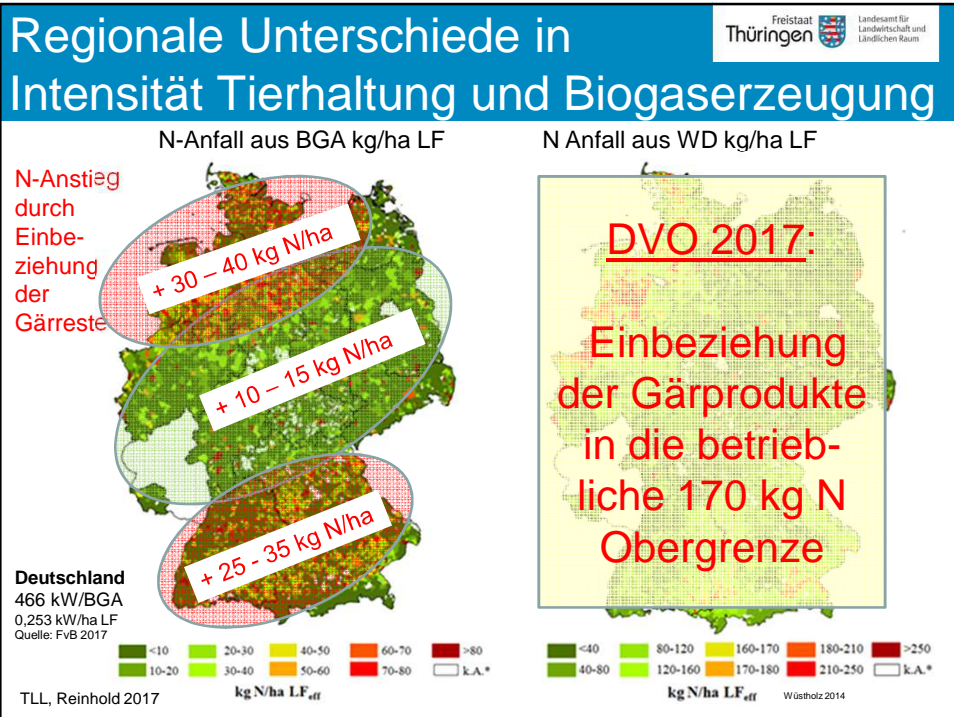 Regionale Unterschiede in
Intensität Tierhaltung und Biogaserzeugung
Freistaat
Thüringen
Landesamt für
Landwirtschaft und
Ländlichen Raum
N-Anfall aus BGA kg/ha LF
N Anfall aus WD kg/ha LF
N-Anstieg
durch
Einbe-
ziehung
der
Gärreste
+ 30 – 40 kg N/ha
+ 10 – 15 kg N/ha
+ 25 - 35 kg N/ha
DVO 2017:
Einbeziehung
der Gärprodukte
in die betrieb-
liche 170 kg N
Obergrenze
Deutschland
466 kW/BGA
0,253 kW/ha LF
Quelle: FvB 2017
<10 20-30 40-50 60-70 >80
10-20 30-40 50-60 70-80 k.A.*
kg N/ha LFeff
<40 80-120 160-170 180-210 >250
40-80 120-160 170-180 210-250 k.A.*
kg N/ha LFeff
Wüstholz 2014
TLL, Reinhold 2017